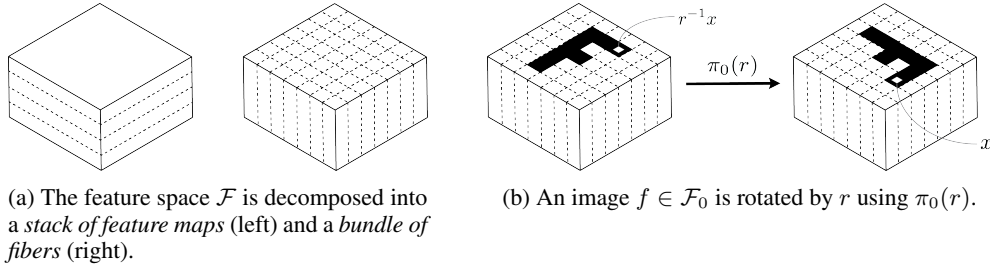 r⁻¹x
π₀(r)
x
(a) The feature space ℱ is decomposed into
a stack of feature maps (left) and a bundle of
fibers (right).
(b) An image f ∈ ℱ₀ is rotated by r using π₀(r).